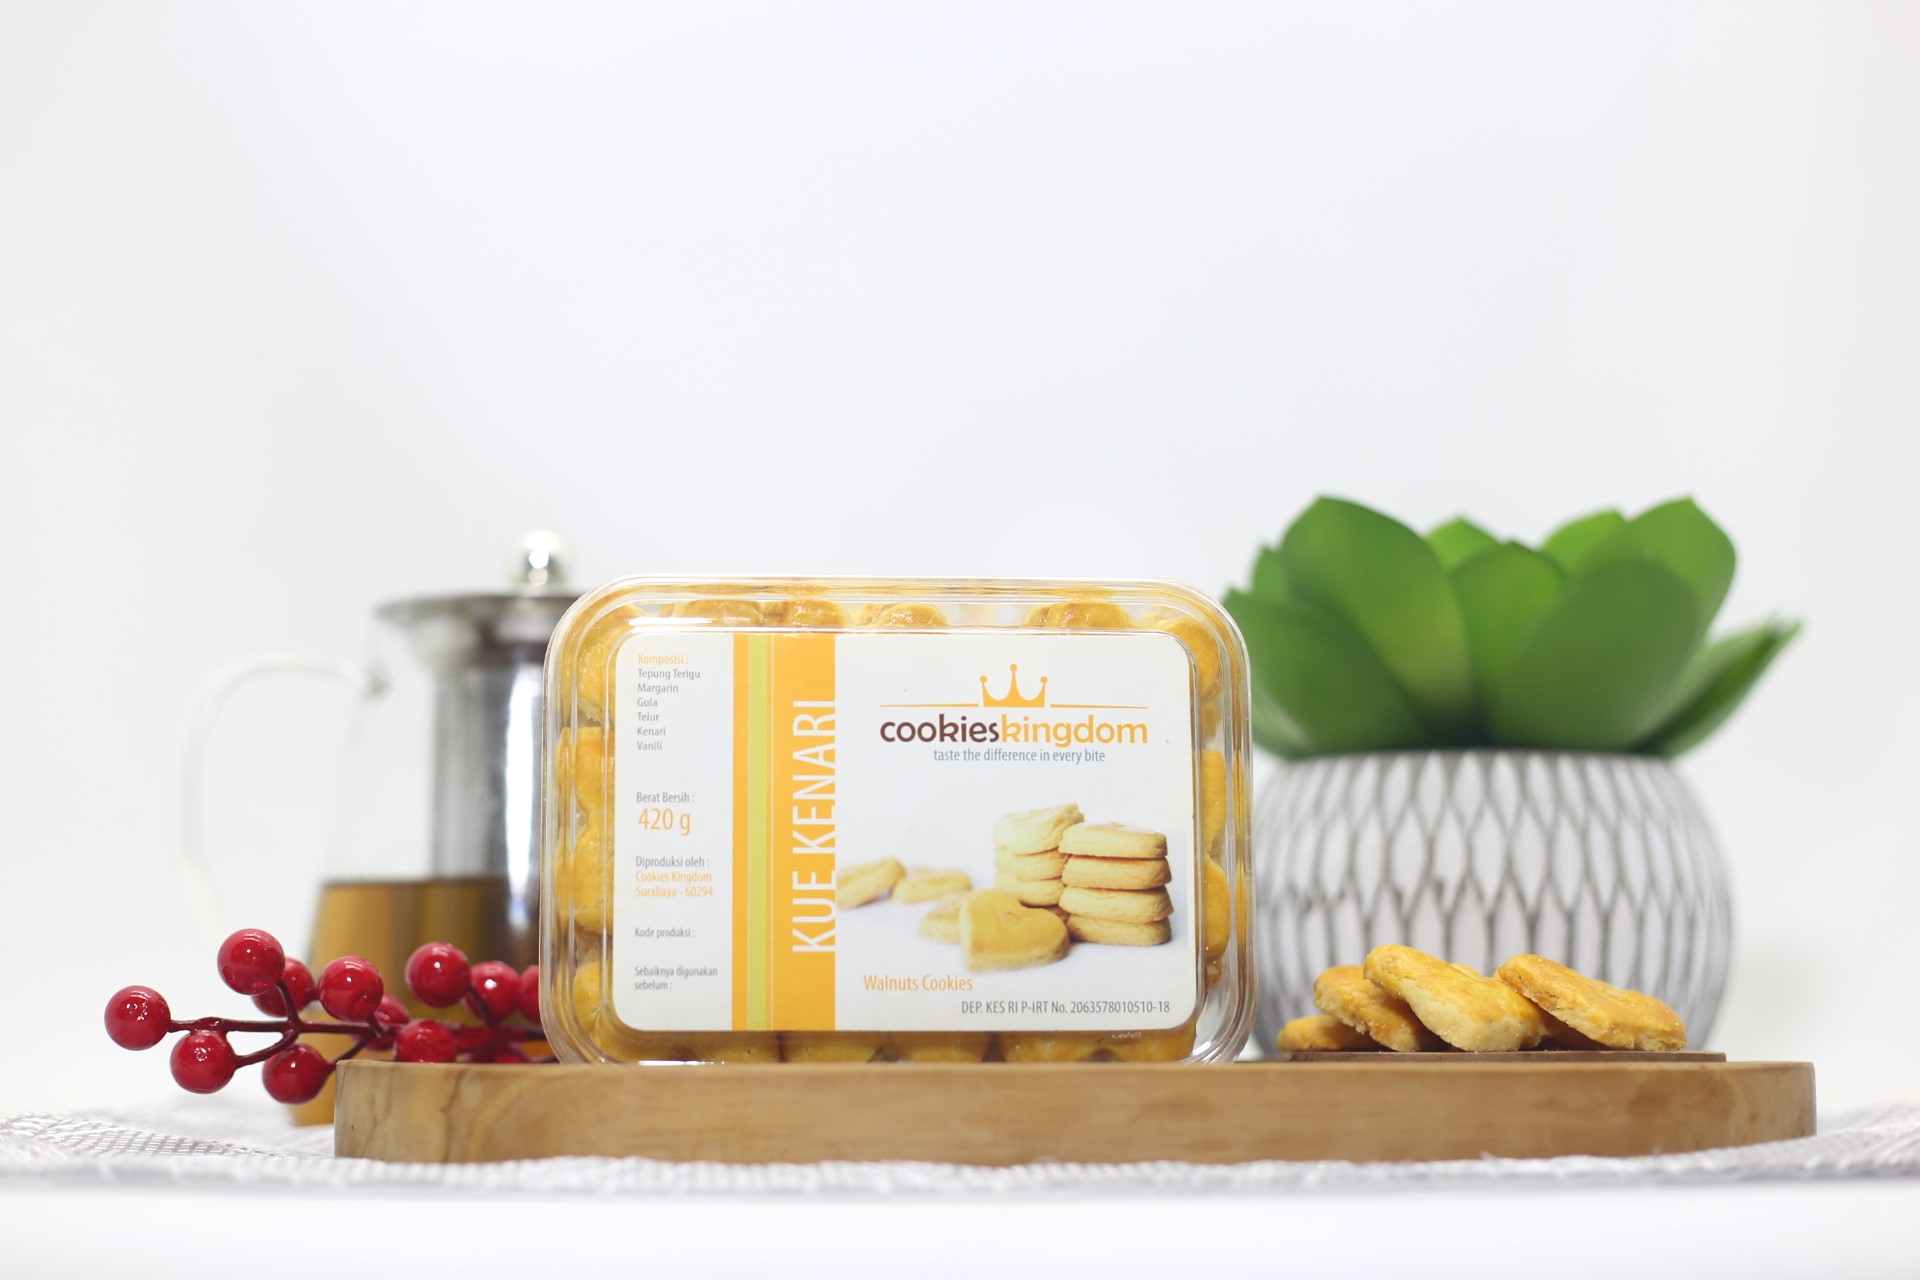 Komposisi :
Tepung Terigu
Margarin
Gula
Telur
Kenari
Vanili
Berat Bersih :
420 g
Diproduksi oleh :
Cookies Kingdom
Surabaya - 60294
Kode produksi :
Sebaiknya digunakan
sebelum :
KUE KENARI
cookieskingdom
taste the difference in every bite
Walnuts Cookies
DEP. KES RI P-IRT No. 2063578010510-18